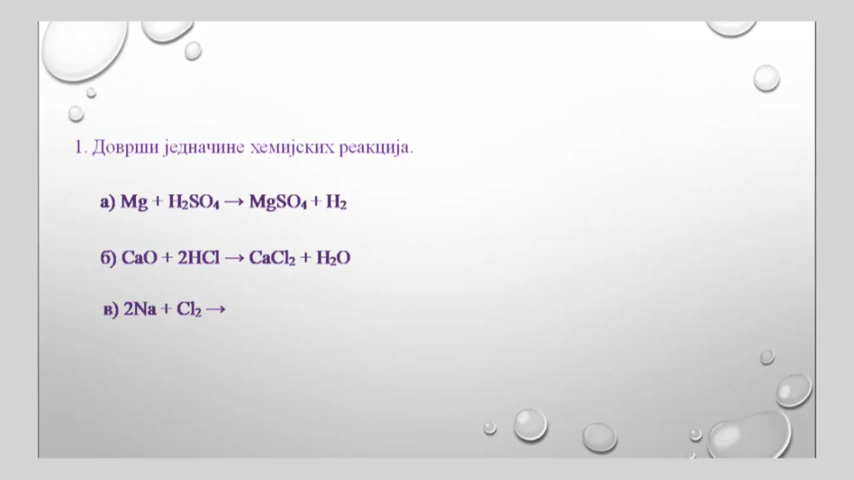 1. Доврши једначине хемијских реакција.
а) Mg + H₂SO₄ → MgSO₄ + H₂
б) CaO + 2HCl → CaCl₂ + H₂O
в) 2Na + Cl₂ →